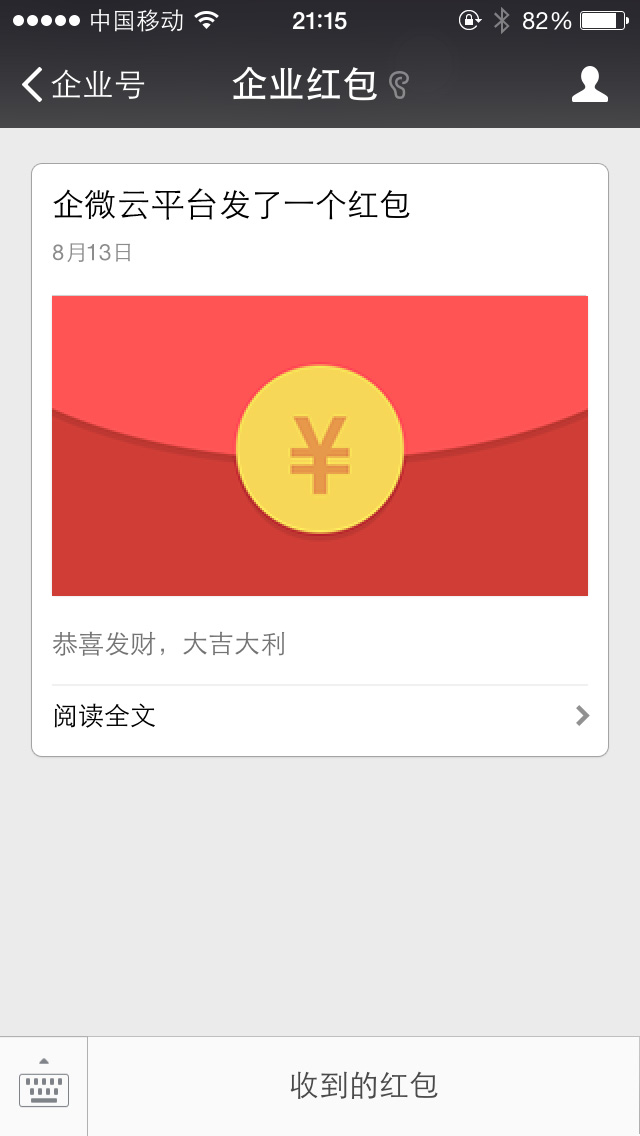 中国移动 21:15 82%
企业号 企业红包
企微云平台发了一个红包
8月13日
¥
恭喜发财，大吉大利
阅读全文
收到的红包